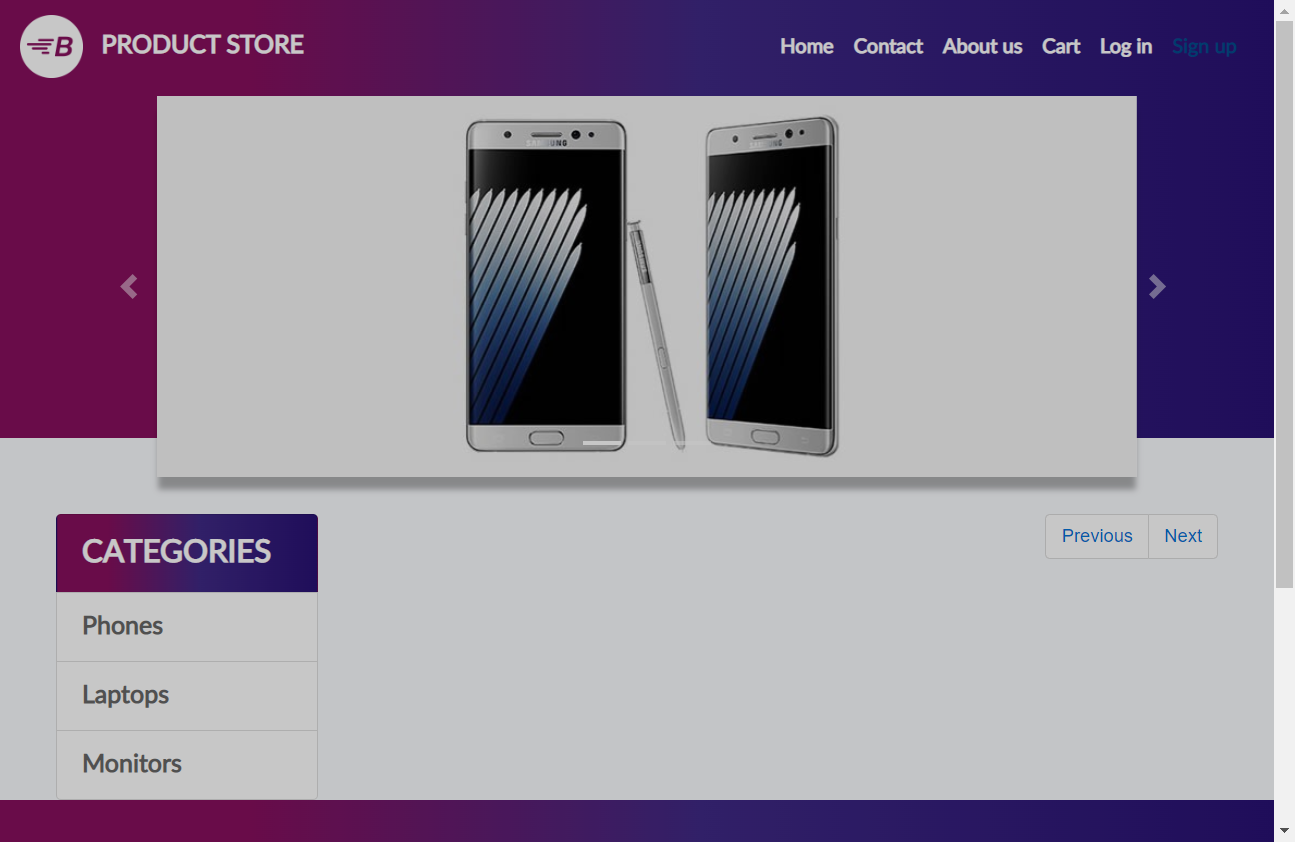 B PRODUCT STORE
Home Contact About us Cart Log in Sign up
SAMSUNG SAMSUNG
SAMSUNG
CATEGORIES
Previous Next
Phones
Laptops
Monitors